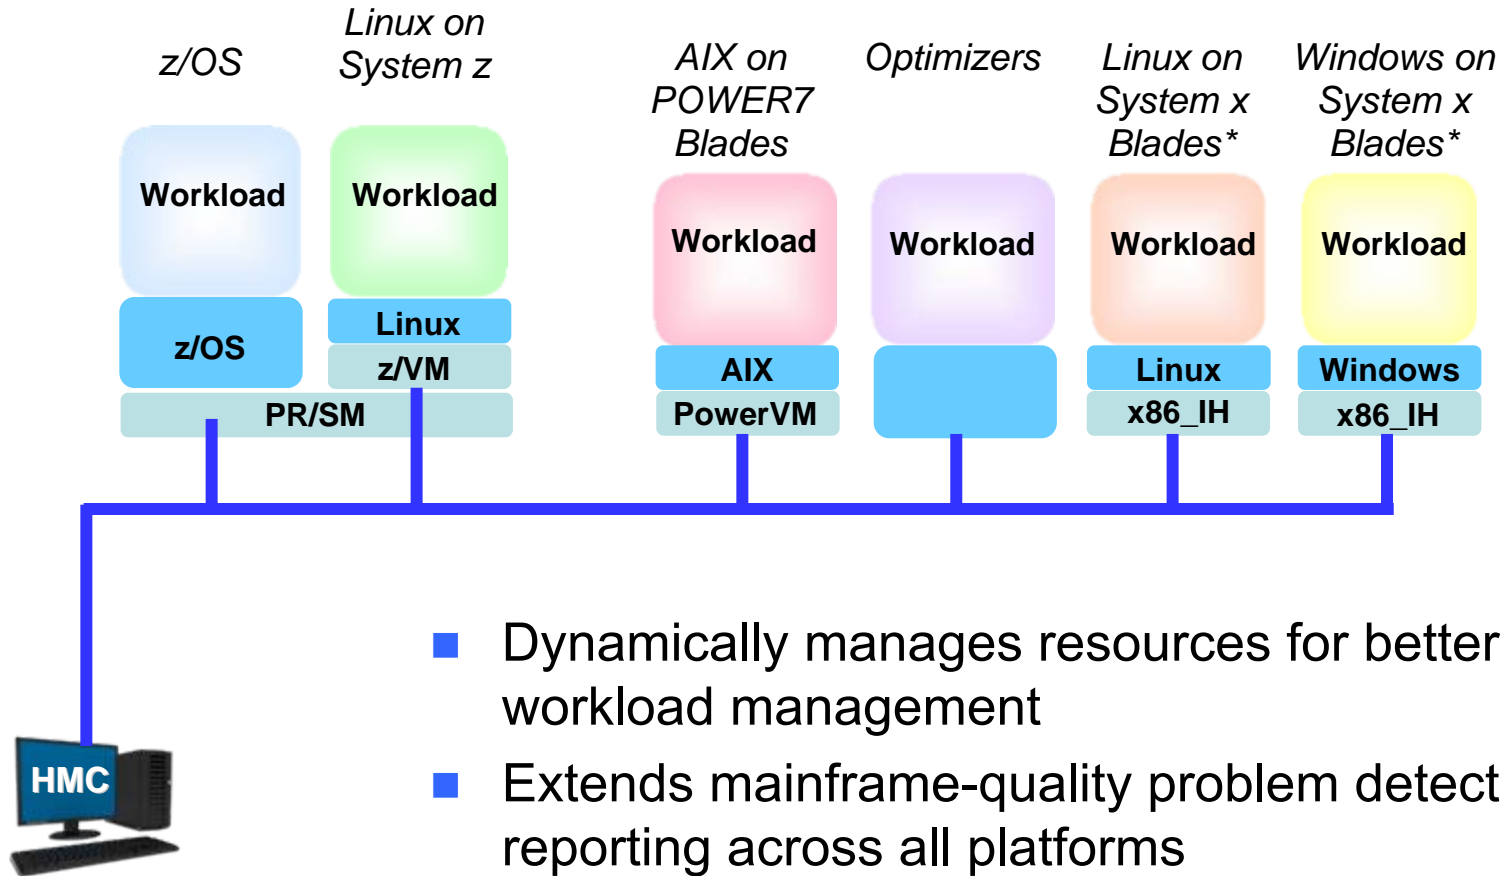 z/OS
Linux on
System z
AIX on
POWER7
Blades
Optimizers
Linux on
System x
Blades*
Windows on
System x
Blades*
Workload
Workload
Workload
Workload
Workload
Workload
z/OS
Linux
z/VM
PR/SM
AIX
PowerVM
Linux
x86_IH
Windows
x86_IH
HMC
Dynamically manages resources for better
workload management
Extends mainframe-quality problem detect
reporting across all platforms